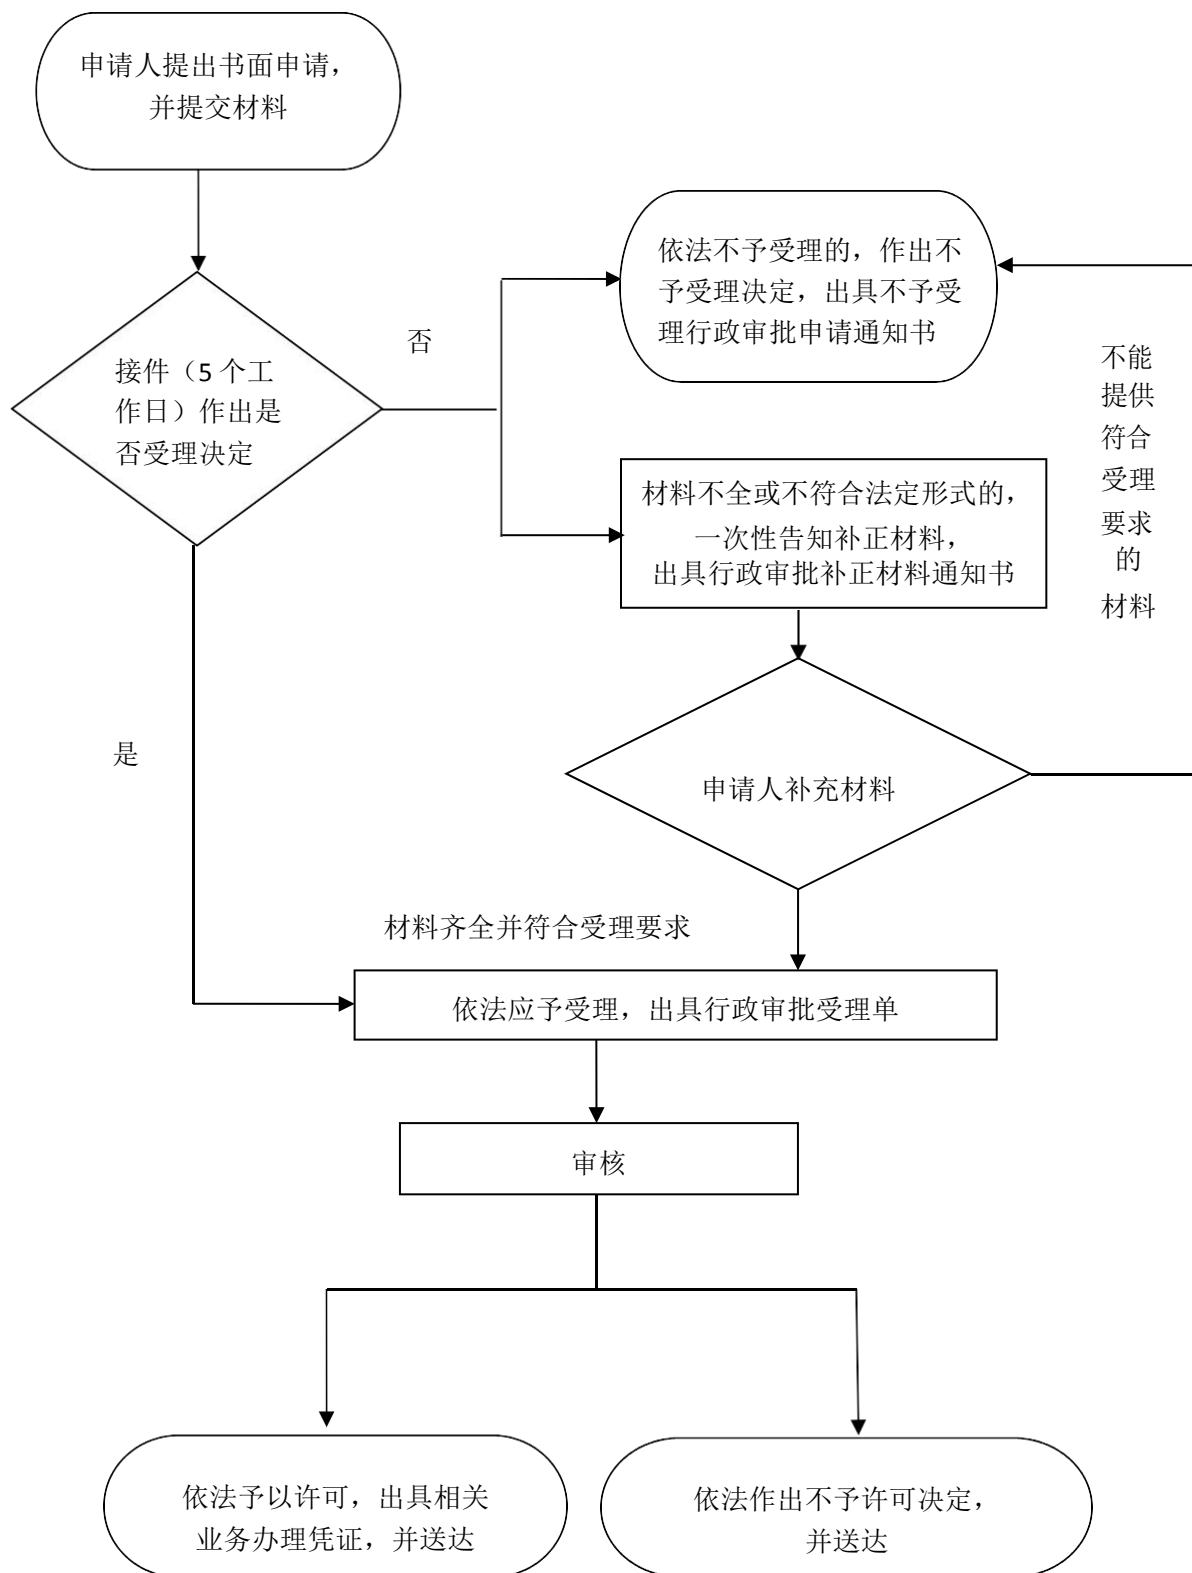 申请人提出书面申请，
并提交材料
依法不予受理的，作出不
予受理决定，出具不予受
理行政审批申请通知书
否
接件（5 个工
作日）作出是
否受理决定
不能
提供
符合
受理
要求
的
材料
材料不全或不符合法定形式的，
一次性告知补正材料，
出具行政审批补正材料通知书
是
申请人补充材料
材料齐全并符合受理要求
依法应予受理，出具行政审批受理单
审核
依法予以许可，出具相关
业务办理凭证，并送达
依法作出不予许可决定，
并送达